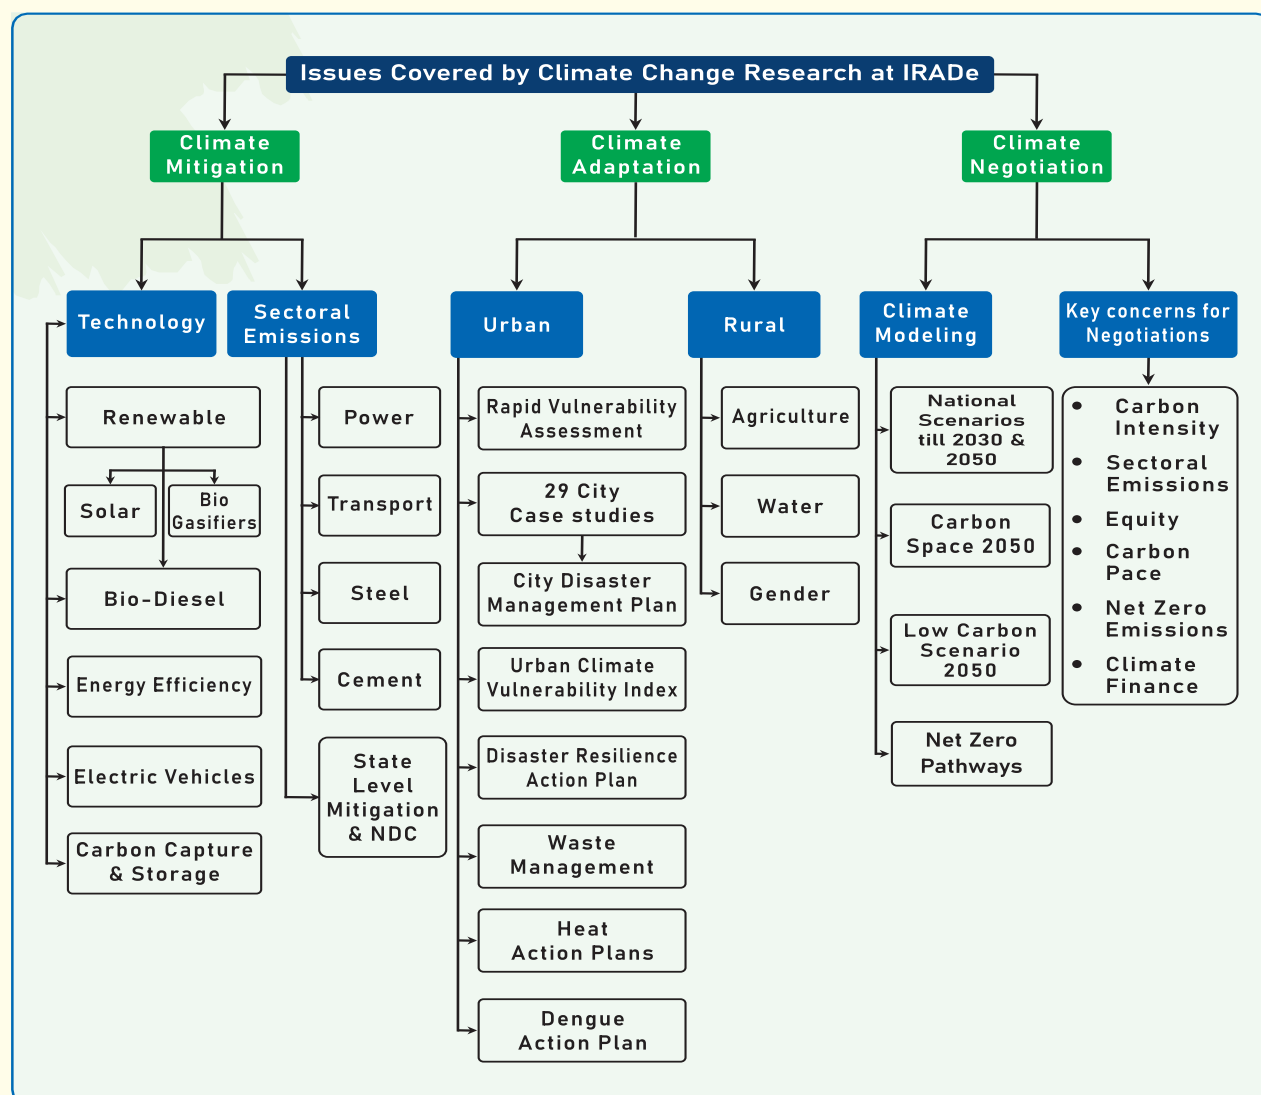 Issues Covered by Climate Change Research at IRADe
Climate
Mitigation
Climate
Adaptation
Climate
Negotiation
Technology
Sectoral
Emissions
Urban
Rural
Climate
Modeling
Key concerns for
Negotiations
Renewable
Solar
Bio
Gasifiers
Bio-Diesel
Energy Efficiency
Electric Vehicles
Carbon Capture
& Storage
Power
Transport
Steel
Cement
State
Level
Mitigation
& NDC
Rapid Vulnerability
Assessment
29 City
Case studies
City Disaster
Management Plan
Urban Climate
Vulnerability Index
Disaster Resilience
Action Plan
Waste
Management
Heat
Action Plans
Dengue
Action Plan
Agriculture
Water
Gender
National
Scenarios
till 2030 &
2050
Carbon
Space 2050
Low Carbon
Scenario
2050
Net Zero
Pathways
• Carbon
Intensity
• Sectoral
Emissions
• Equity
• Carbon
Pace
• Net Zero
Emissions
• Climate
Finance